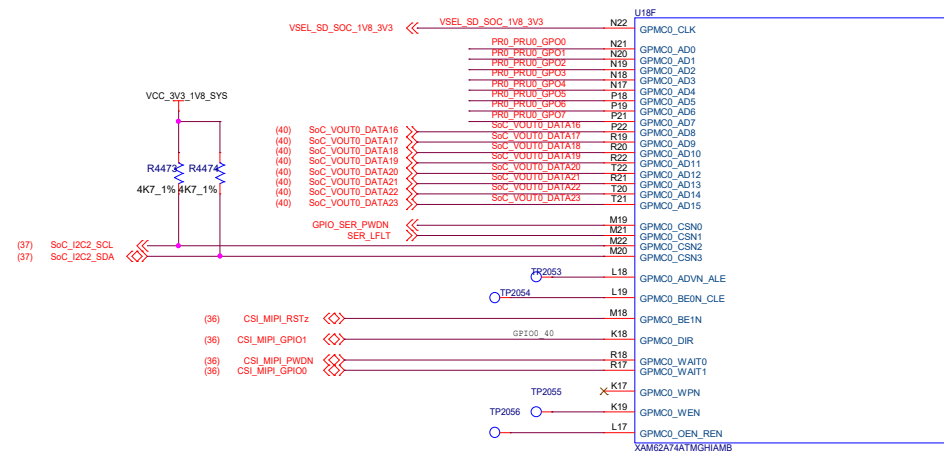 U18F
VSEL_SD_SOC_1V8_3V3 VSEL_SD_SOC_1V8_3V3 N22 GPMC0_CLK
PR0_PRU0_GPO0 N21 GPMC0_AD0
PR0_PRU0_GPO1 N20 GPMC0_AD1
PR0_PRU0_GPO2 N19 GPMC0_AD2
PR0_PRU0_GPO3 N18 GPMC0_AD3
PR0_PRU0_GPO4 N17 GPMC0_AD4
PR0_PRU0_GPO5 P18 GPMC0_AD5
PR0_PRU0_GPO6 P19 GPMC0_AD6
PR0_PRU0_GPO7 P21 GPMC0_AD7
VCC_3V3_1V8_SYS
(40) SoC_VOUT0_DATA16 SoC_VOUT0_DATA16 P22 GPMC0_AD8
(40) SoC_VOUT0_DATA17 SoC_VOUT0_DATA17 R19 GPMC0_AD9
(40) SoC_VOUT0_DATA18 SoC_VOUT0_DATA18 R20 GPMC0_AD10
(40) SoC_VOUT0_DATA19 SoC_VOUT0_DATA19 R22 GPMC0_AD11
(40) SoC_VOUT0_DATA20 SoC_VOUT0_DATA20 T22 GPMC0_AD12
(40) SoC_VOUT0_DATA21 SoC_VOUT0_DATA21 R21 GPMC0_AD13
(40) SoC_VOUT0_DATA22 SoC_VOUT0_DATA22 T20 GPMC0_AD14
(40) SoC_VOUT0_DATA23 SoC_VOUT0_DATA23 T21 GPMC0_AD15
R4473 R4474
4K7_1% 4K7_1%
GPIO_SER_PWDN M19 GPMC0_CSN0
SER_LFLT M21 GPMC0_CSN1
(37) SoC_I2C2_SCL M22 GPMC0_CSN2
(37) SoC_I2C2_SDA M20 GPMC0_CSN3
TP2053 L18 GPMC0_ADVN_ALE
TP2054 L19 GPMC0_BE0N_CLE
(36) CSI_MIPI_RSTz M18 GPMC0_BE1N
(36) CSI_MIPI_GPIO1 GPIO0_40 K18 GPMC0_DIR
(36) CSI_MIPI_PWDN R18 GPMC0_WAIT0
(36) CSI_MIPI_GPIO0 R17 GPMC0_WAIT1
K17 GPMC0_WPN
TP2055 K19 GPMC0_WEN
TP2056 L17 GPMC0_OEN_REN
XAM62A74ATMGHIAMB